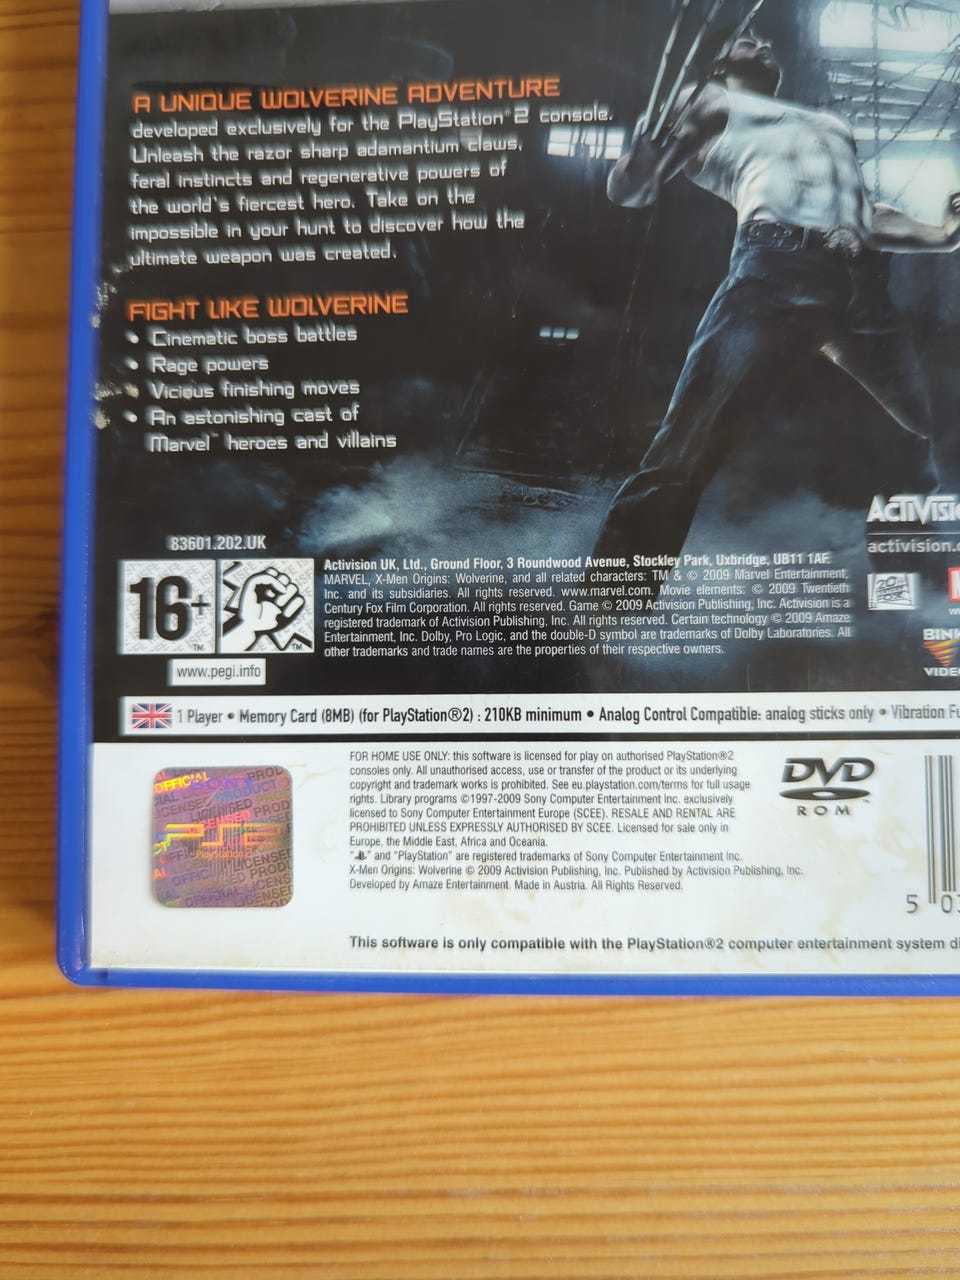 A UNIQUE WOLVERINE ADVENTURE
developed exclusively for the PlayStation®2 console.
Unleash the razor sharp adamantium claws,
feral instincts and regenerative powers of
the world's fiercest hero. Take on the
impossible in your hunt to discover how the
ultimate weapon was created.
FIGHT LIKE WOLVERINE
• Cinematic boss battles
• Rage powers
• Vicious finishing moves
• An astonishing cast of
Marvel™ heroes and villains
83601.202.UK
16+
™
™
www.pegi.info
Activision UK, Ltd., Ground Floor, 3 Roundwood Avenue, Stockley Park, Uxbridge, UB11 1AF.
MARVEL, X-Men Origins: Wolverine, and all related characters: TM & © 2009 Marvel Entertainment,
Inc. and its subsidiaries. All rights reserved. www.marvel.com. Movie elements: © 2009 Twentieth
Century Fox Film Corporation. All rights reserved. Game © 2009 Activision Publishing, Inc. Activision is a
registered trademark of Activision Publishing, Inc. All rights reserved. Certain technology © 2009 Amaze
Entertainment, Inc. Dolby, Pro Logic, and the double-D symbol are trademarks of Dolby Laboratories. All
other trademarks and trade names are the properties of their respective owners.
ACTIVISIO
activision.c
20th
BINK
VIDEO
1 Player • Memory Card (8MB) (for PlayStation®2) : 210KB minimum • Analog Control Compatible: analog sticks only • Vibration Fu
OFFICIAL
SONY
PS2
PlayStation
FOR HOME USE ONLY: this software is licensed for play on authorised PlayStation®2
consoles only. All unauthorised access, use or transfer of the product or its underlying
copyright and trademark works is prohibited. See eu.playstation.com/terms for full usage
rights. Library programs ©1997-2009 Sony Computer Entertainment Inc. exclusively
licensed to Sony Computer Entertainment Europe (SCEE). RESALE AND RENTAL ARE
PROHIBITED UNLESS EXPRESSLY AUTHORISED BY SCEE. Licensed for sale only in
Europe, the Middle East, Africa and Oceania.
" " and "PlayStation" are registered trademarks of Sony Computer Entertainment Inc.
X-Men Origins: Wolverine © 2009 Activision Publishing, Inc. Published by Activision Publishing, Inc.
Developed by Amaze Entertainment. Made in Austria. All Rights Reserved.
DVD
ROM
5 03
This software is only compatible with the PlayStation®2 computer entertainment system di